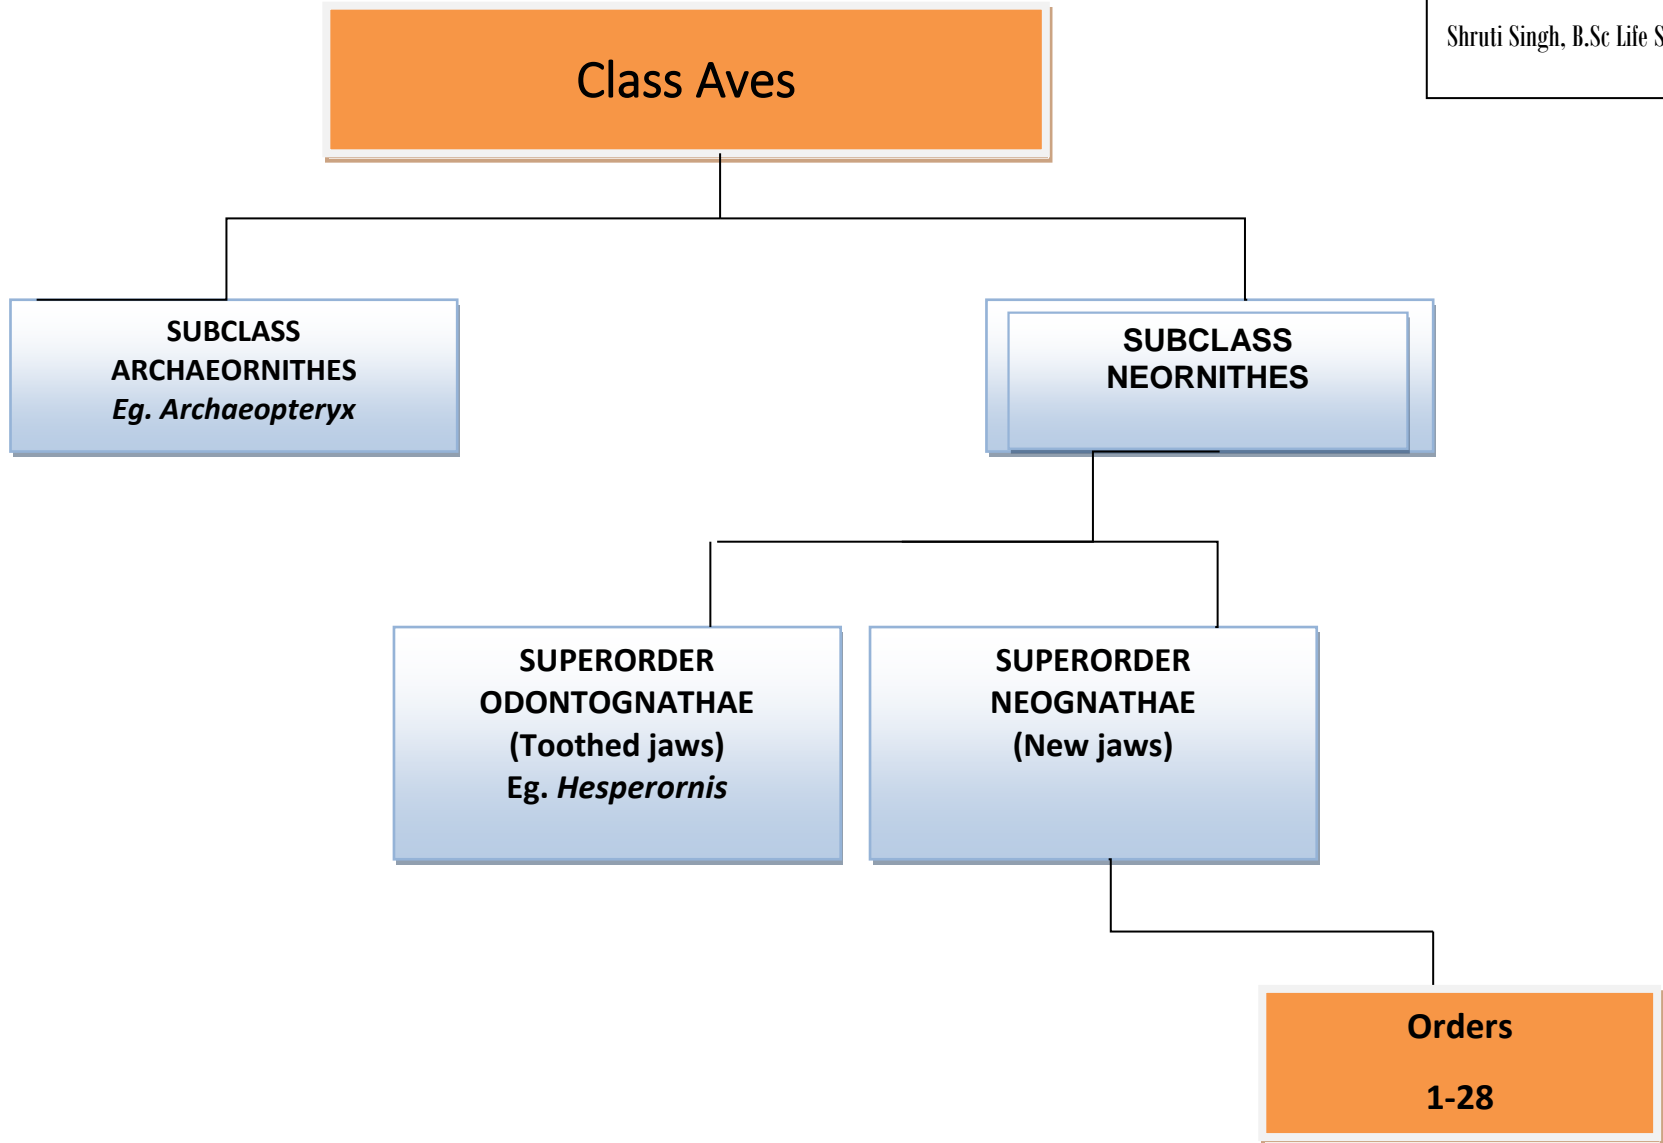 Shruti Singh, B.Sc Life S
Class Aves
SUBCLASS
ARCHAEORNITHES
Eg. Archaeopteryx
SUBCLASS
NEORNITHES
SUPERORDER
ODONTOGNATHAE
(Toothed jaws)
Eg. Hesperornis
SUPERORDER
NEOGNATHAE
(New jaws)
Orders
1-28